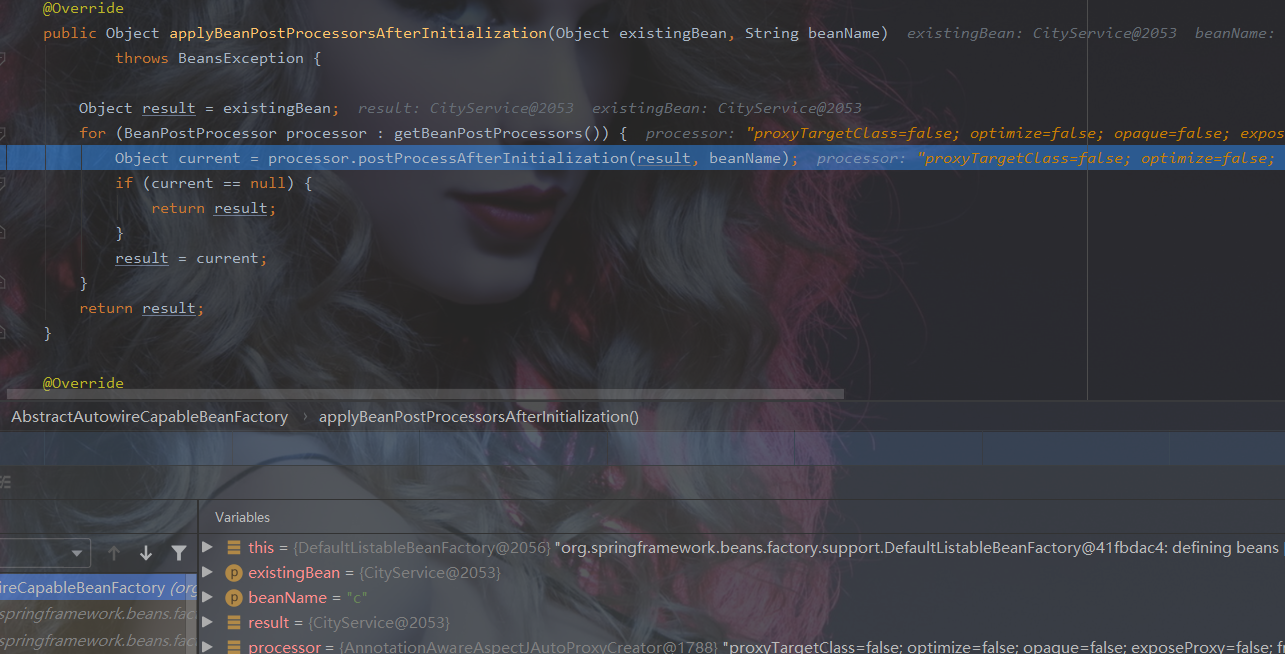 @Override
public Object applyBeanPostProcessorsAfterInitialization(Object existingBean, String beanName) existingBean: CityService@2053 beanName:
throws BeansException {
Object result = existingBean; result: CityService@2053 existingBean: CityService@2053
for (BeanPostProcessor processor : getBeanPostProcessors()) { processor: "proxyTargetClass=false; optimize=false; opaque=false; expos
Object current = processor.postProcessAfterInitialization(result, beanName); processor: "proxyTargetClass=false; optimize=false;
if (current == null) {
return result;
}
result = current;
}
return result;
}
@Override
AbstractAutowireCapableBeanFactory › applyBeanPostProcessorsAfterInitialization()
Variables
this = {DefaultListableBeanFactory@2056} "org.springframework.beans.factory.support.DefaultListableBeanFactory@41fbdac4: defining beans [
existingBean = {CityService@2053}
beanName = "c"
result = {CityService@2053}
processor = {AnnotationAwareAspectJAutoProxyCreator@1788} "proxyTargetClass=false; optimize=false; opaque=false; exposeProxy=false; f
ireCapableBeanFactory (org
springframework.beans.fac
springframework.beans.fac